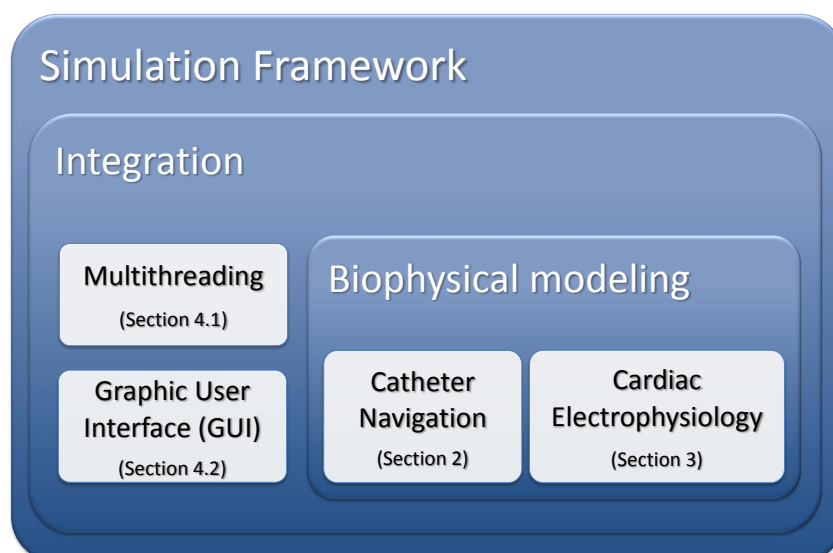 Simulation Framework
Integration
Multithreading
(Section 4.1)
Graphic User
Interface (GUI)
(Section 4.2)
Biophysical modeling
Catheter
Navigation
(Section 2)
Cardiac
Electrophysiology
(Section 3)